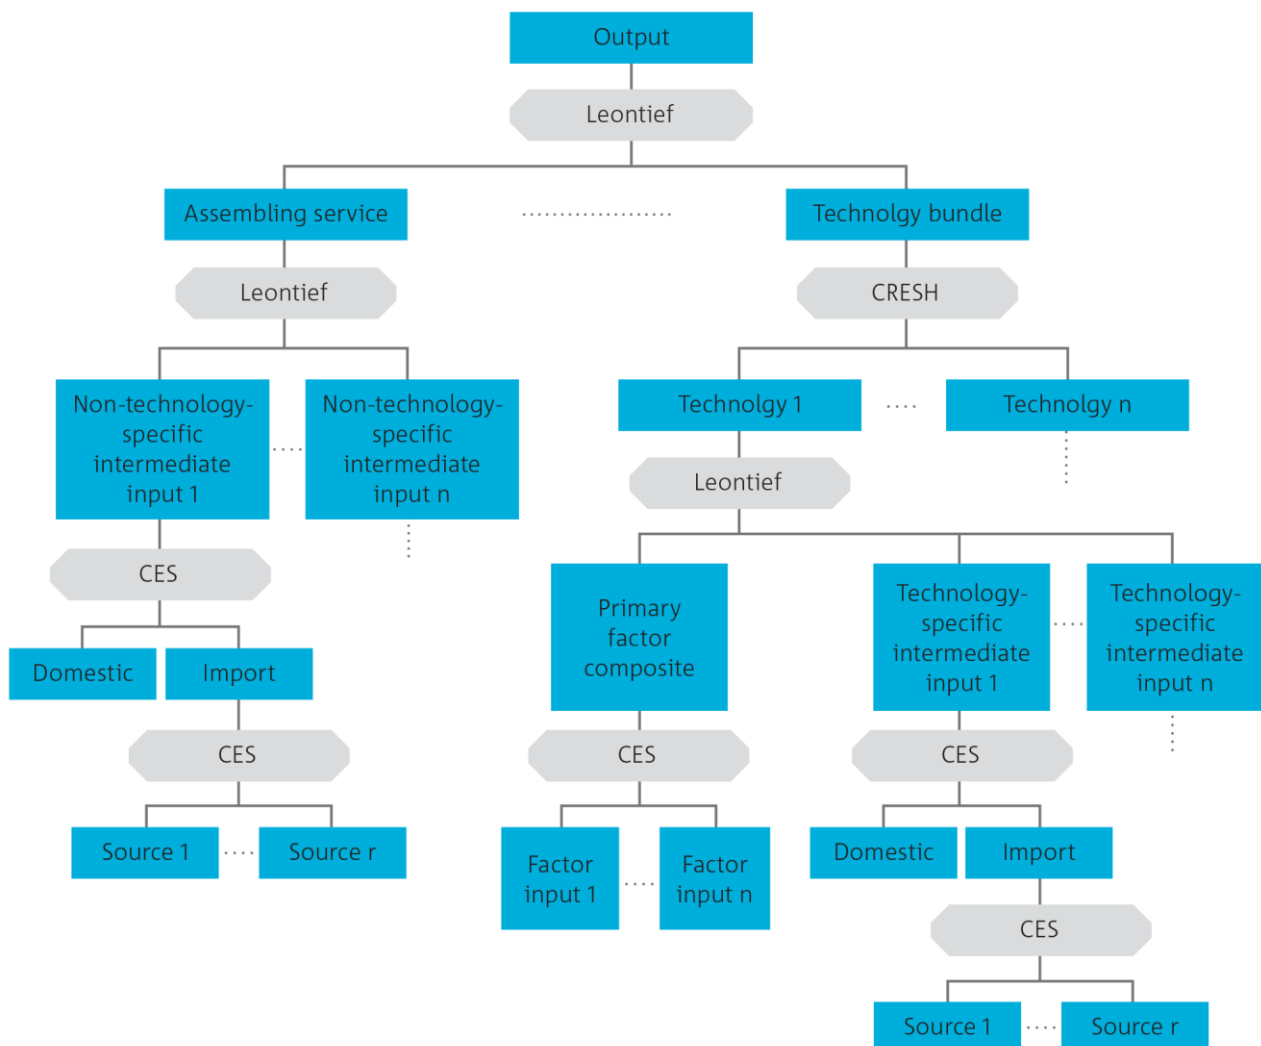 Output
Leontief
Assembling service
Technolgy bundle
Leontief
CRESH
Non-technology-
specific
intermediate
input 1
Non-technology-
specific
intermediate
input n
Technolgy 1
Technolgy n
Leontief
CES
Primary
factor
composite
Technology-
specific
intermediate
input 1
Technology-
specific
intermediate
input n
Domestic
Import
CES
CES
CES
Source 1
Source r
Factor
input 1
Factor
input n
Domestic
Import
CES
Source 1
Source r